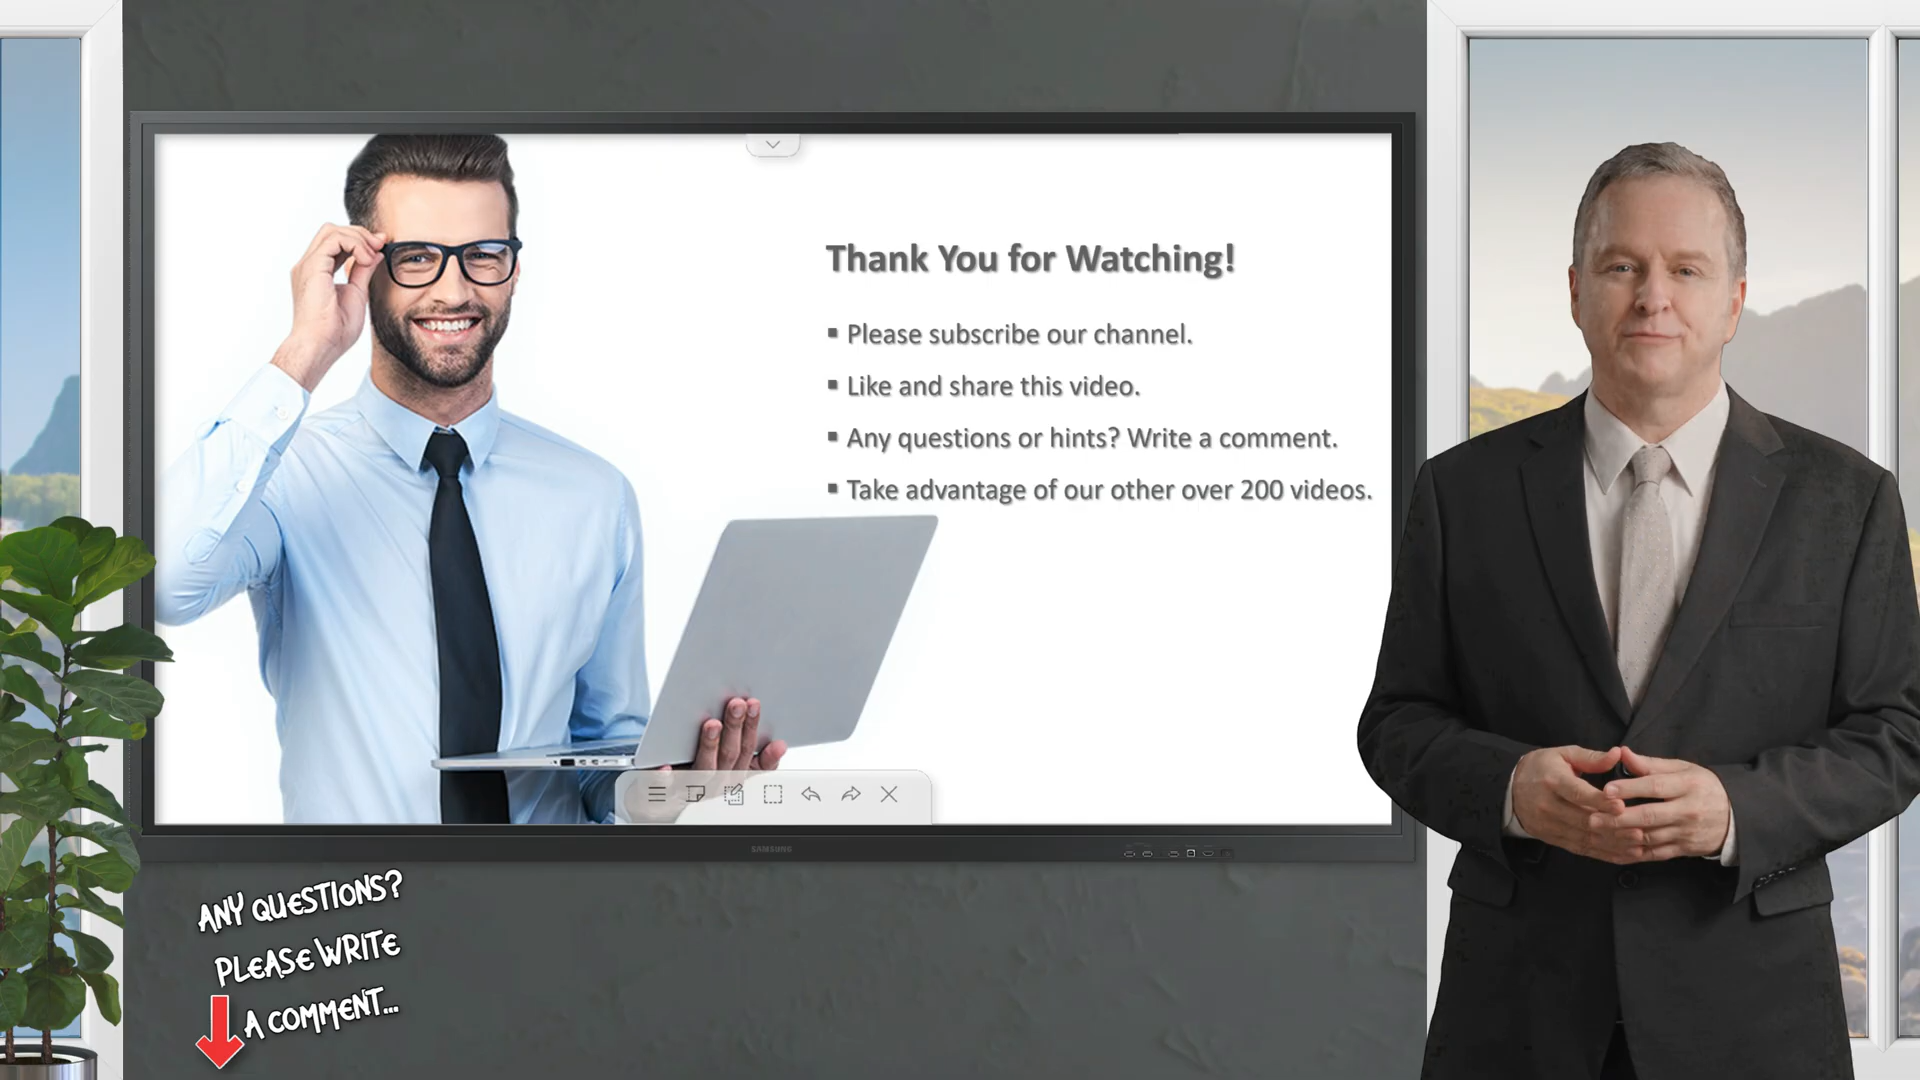 Thank You for Watching!
▪ Please subscribe our channel.
▪ Like and share this video.
▪ Any questions or hints? Write a comment.
▪ Take advantage of our other over 200 videos.
SAMSUNG
ANY QUESTIONS?
PLEASE WRITE
A COMMENT...